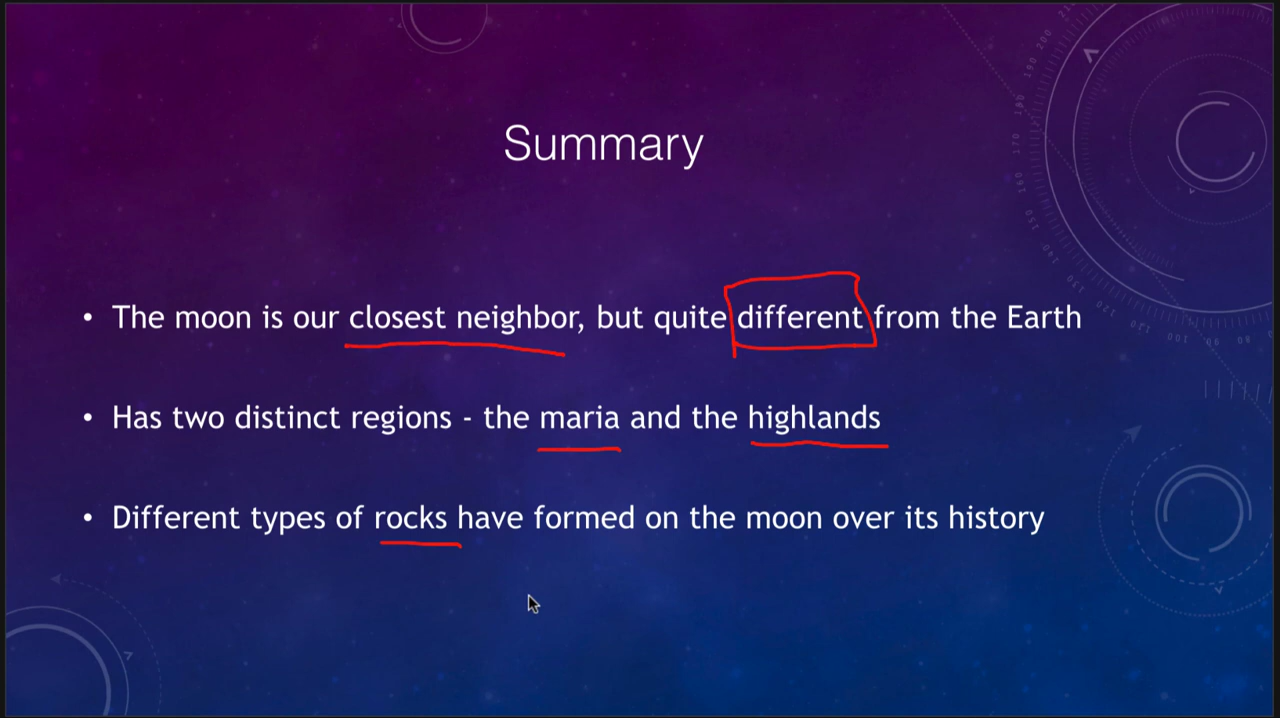 Summary
• The moon is our closest neighbor, but quite different from the Earth
• Has two distinct regions - the maria and the highlands
• Different types of rocks have formed on the moon over its history